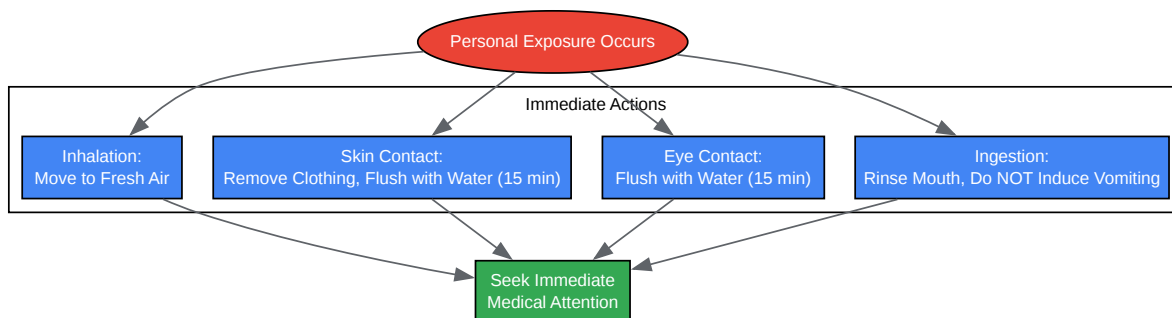 Personal Exposure Occurs
Immediate Actions
Inhalation:
Move to Fresh Air
Skin Contact:
Remove Clothing, Flush with Water (15 min)
Eye Contact:
Flush with Water (15 min)
Ingestion:
Rinse Mouth, Do NOT Induce Vomiting
Seek Immediate
Medical Attention